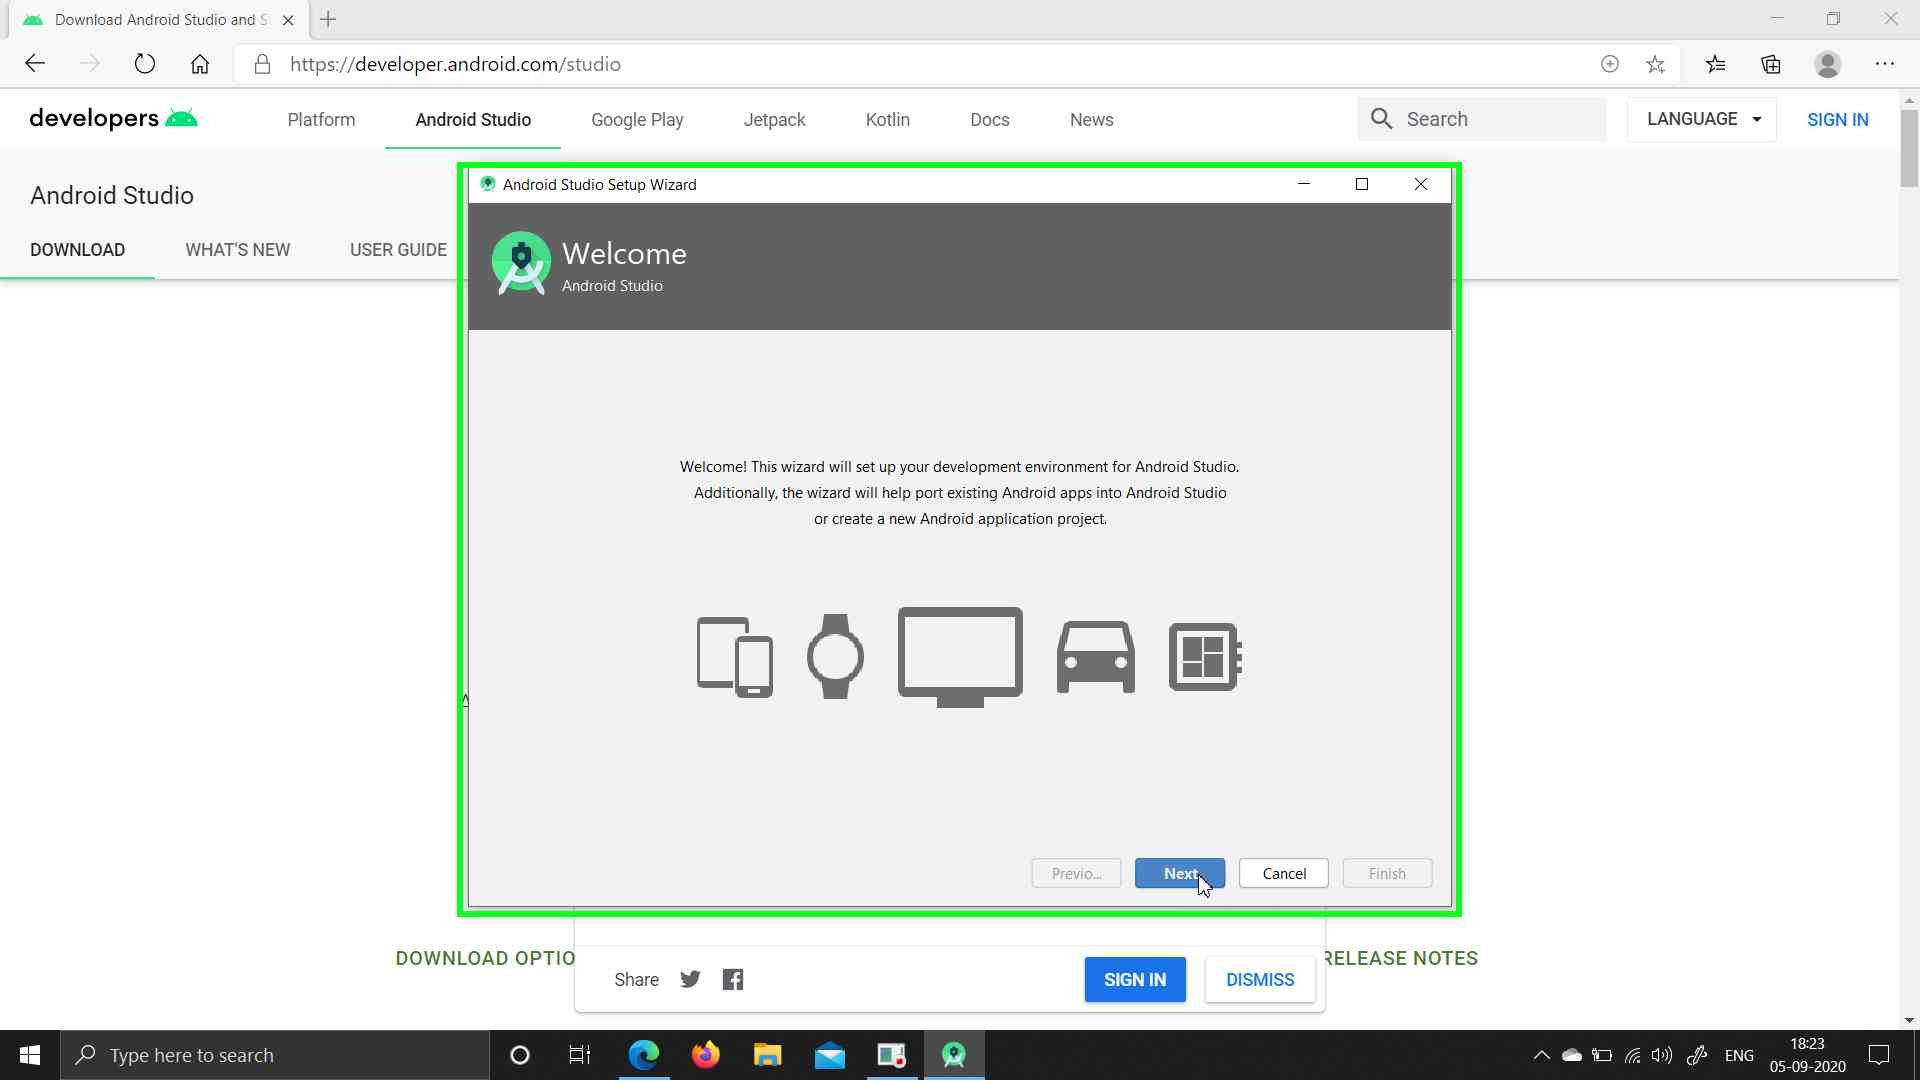 Download Android Studio and S
https://developer.android.com/studio
developers
Platform
Android Studio
Google Play
Jetpack
Kotlin
Docs
News
Search
LANGUAGE
SIGN IN
Android Studio
DOWNLOAD
WHAT'S NEW
USER GUIDE
Android Studio Setup Wizard
Welcome
Android Studio
Welcome! This wizard will set up your development environment for Android Studio.
Additionally, the wizard will help port existing Android apps into Android Studio
or create a new Android application project.
Previo...
Next
Cancel
Finish
DOWNLOAD OPTIO
RELEASE NOTES
Share
SIGN IN
DISMISS
Type here to search
ENG
18:23
05-09-2020